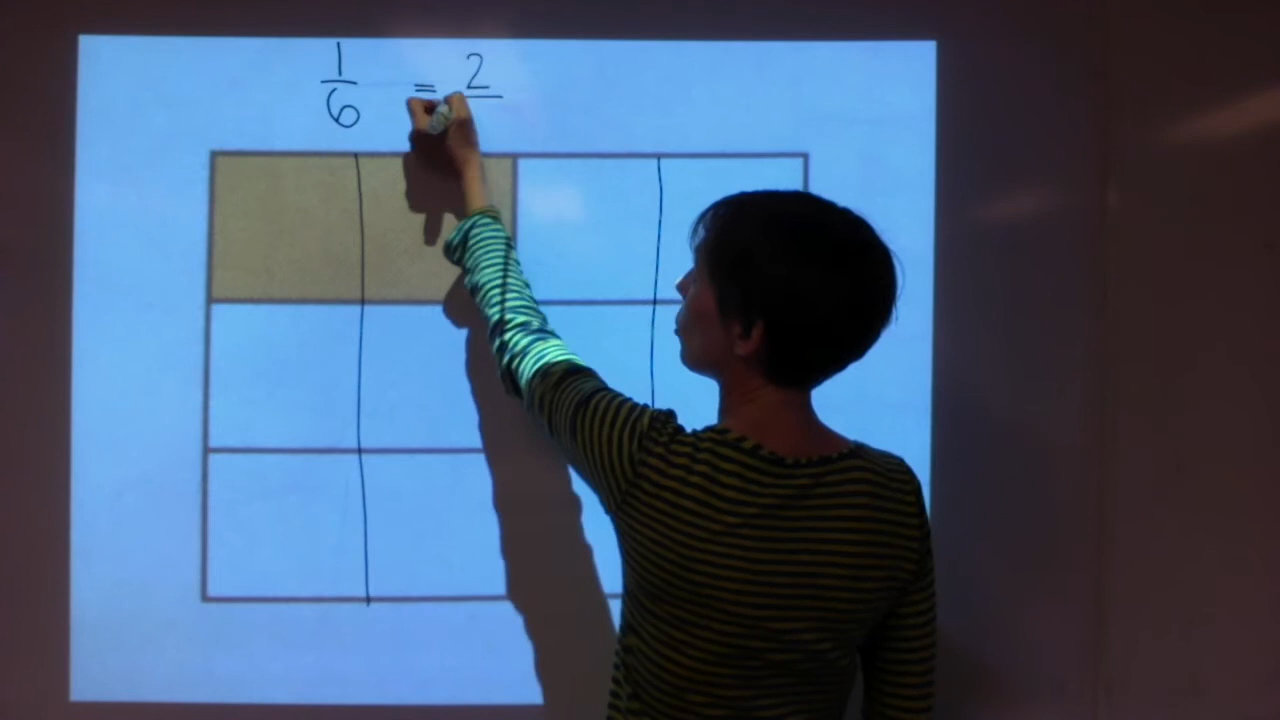 1/6 = 2/